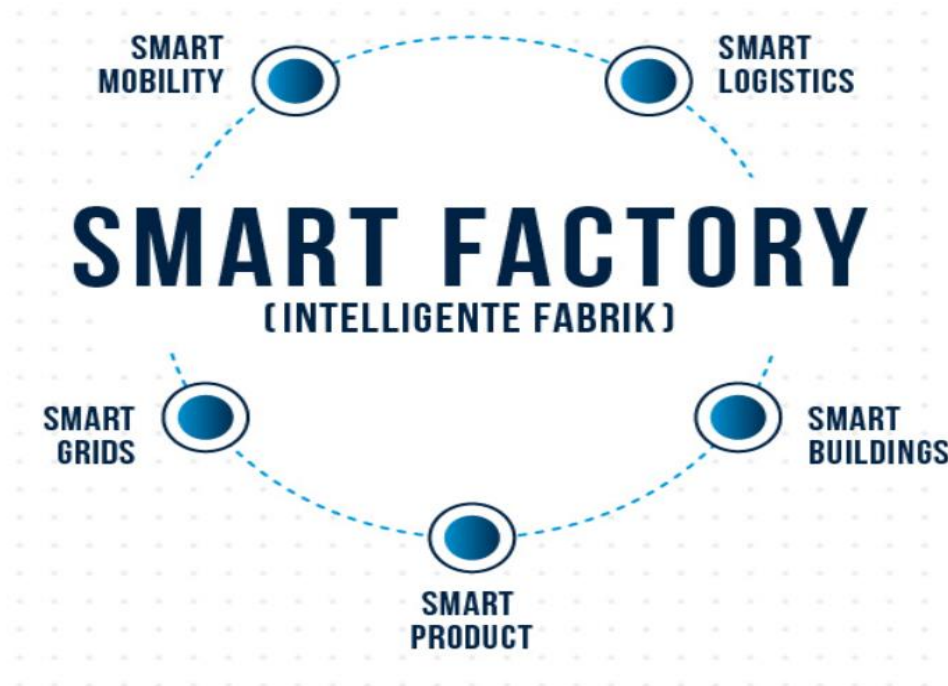 SMART
MOBILITY
SMART
LOGISTICS
SMART FACTORY
(INTELLIGENTE FABRIK)
SMART
GRIDS
SMART
BUILDINGS
SMART
PRODUCT